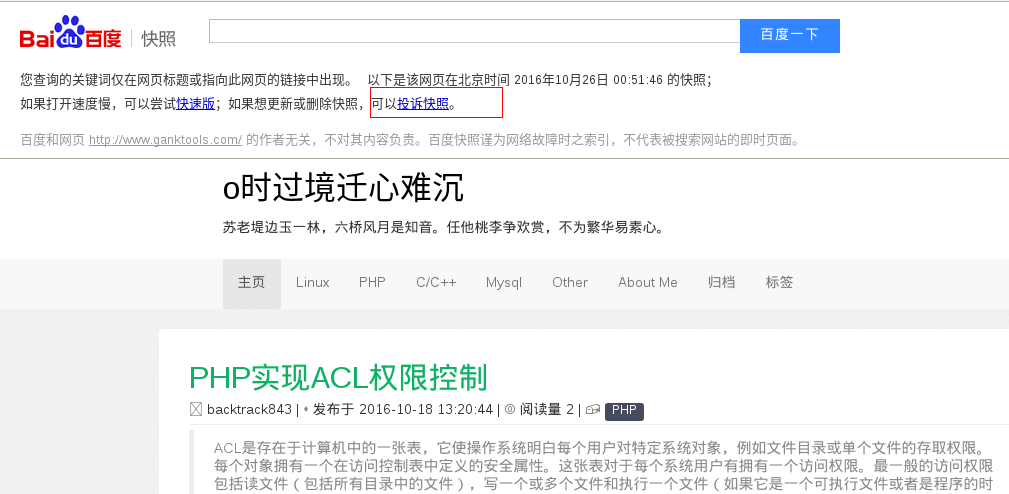 Bai du 百度 快照 百度一下
您查询的关键词仅在网页标题或指向此网页的链接中出现。 以下是该网页在北京时间 2016年10月26日 00:51:46 的快照；
如果打开速度慢，可以尝试快速版；如果想更新或删除快照，可以投诉快照。
百度和网页 http://www.ganktools.com/ 的作者无关，不对其内容负责。百度快照谨为网络故障时之索引，不代表被搜索网站的即时页面。
o时过境迁心难沉
苏老堤边玉一林，六桥风月是知音。任他桃李争欢赏，不为繁华易素心。
主页 Linux PHP C/C++ Mysql Other About Me 归档 标签
PHP实现ACL权限控制
backtrack843 | 发布于 2016-10-18 13:20:44 | 阅读量 2 | PHP
ACL是存在于计算机中的一张表，它使操作系统明白每个用户对特定系统对象，例如文件目录或单个文件的存取权限。
每个对象拥有一个在访问控制表中定义的安全属性。这张表对于每个系统用户有拥有一个访问权限。最一般的访问权限
包括读文件（包括所有目录中的文件），写一个或多个文件和执行一个文件（如果它是一个可执行文件或者是程序的时